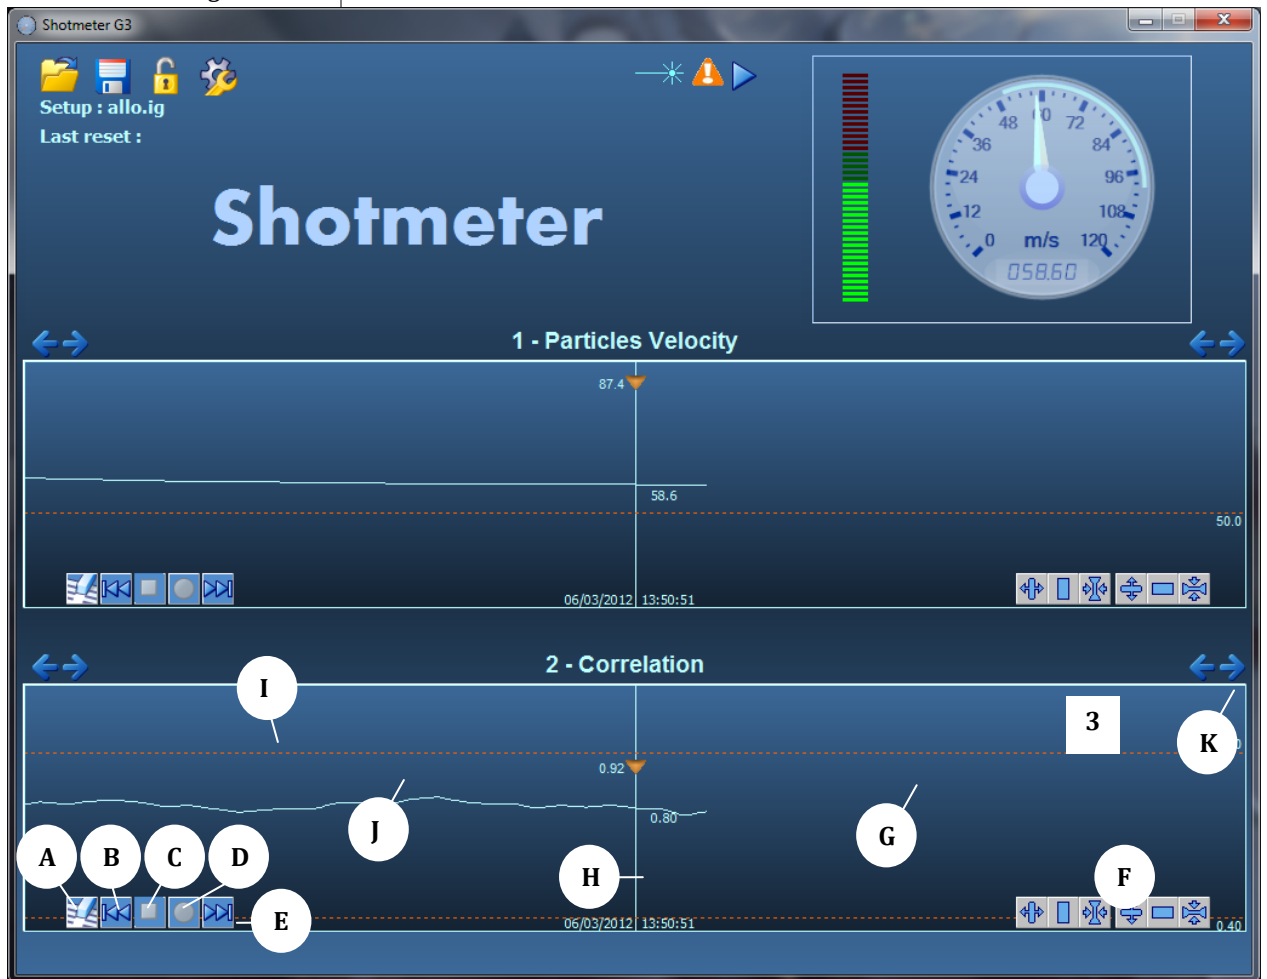 Shotmeter G3
Setup : allo.ig
Last reset :
Shotmeter
48 60 72
36 84
24 96
12 108
0 m/s 120
058.60
1 - Particles Velocity
87.4
58.6
50.0
06/03/2012 13:50:51
2 - Correlation
I
3
K
0.92
0.80
J
G
A B C D
H
F
E
06/03/2012 13:50:51
0.40